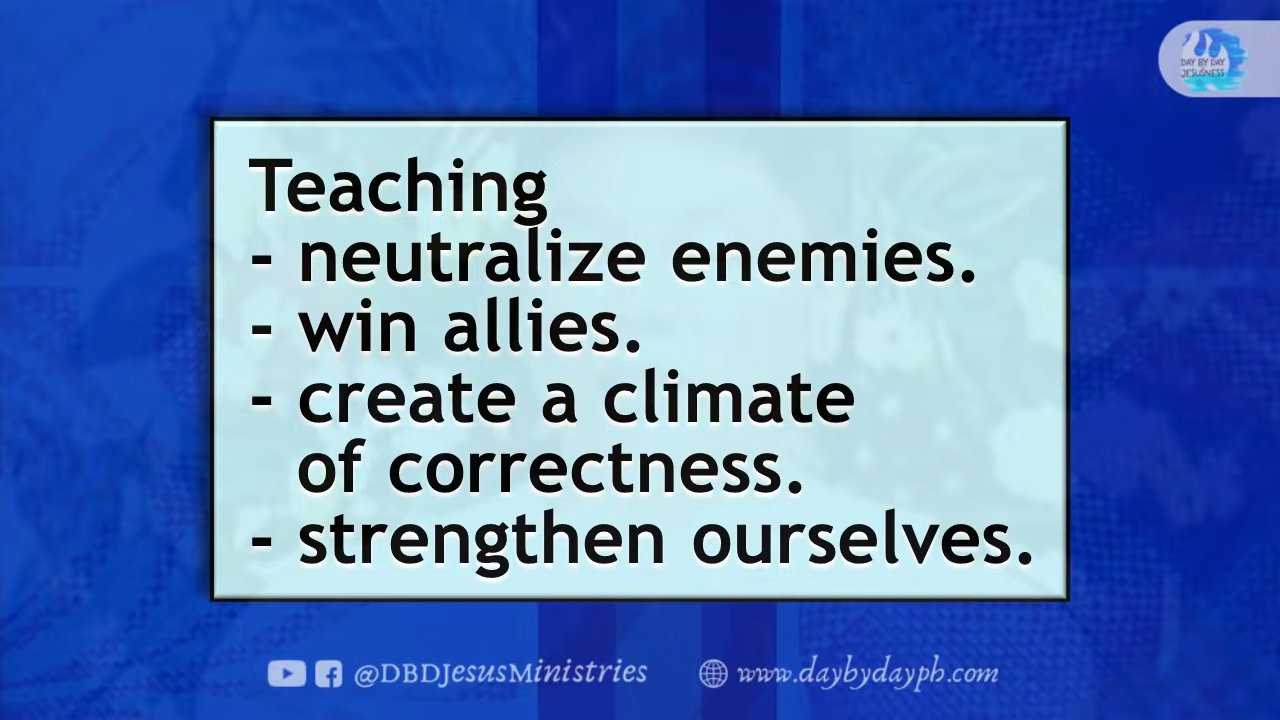 DAY BY DAY
JESUSNESS
Teaching
- neutralize enemies.
- win allies.
- create a climate
of correctness.
- strengthen ourselves.
@DBDJesusMinistries
www.daybydayph.com